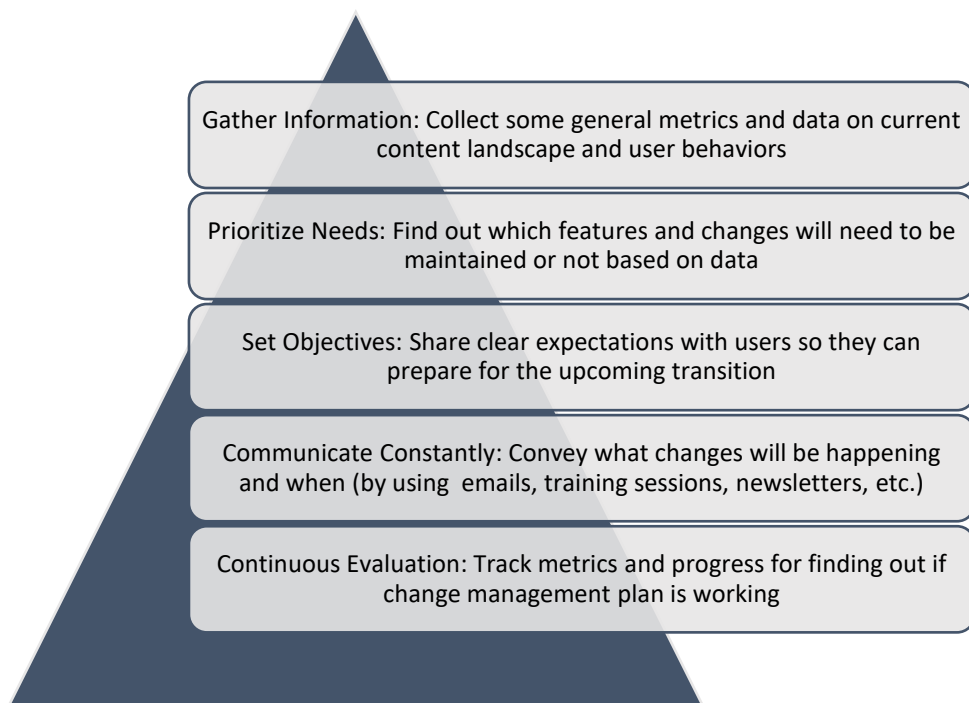 Gather Information: Collect some general metrics and data on current
content landscape and user behaviors
Prioritize Needs: Find out which features and changes will need to be
maintained or not based on data
Set Objectives: Share clear expectations with users so they can
prepare for the upcoming transition
Communicate Constantly: Convey what changes will be happening
and when (by using  emails, training sessions, newsletters, etc.)
Continuous Evaluation: Track metrics and progress for finding out if
change management plan is working